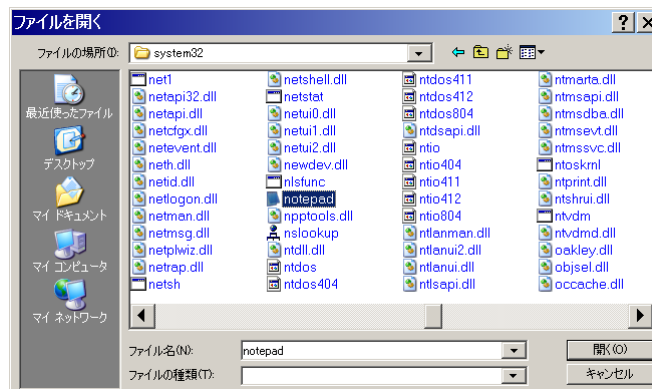 ファイルを開く
ファイルの場所(I):
system32
最近使ったファイル
デスクトップ
マイ ドキュメント
マイ コンピュータ
マイ ネットワーク
net1
netapi32.dll
netapi.dll
netcfgx.dll
netevent.dll
neth.dll
netid.dll
netlogon.dll
netman.dll
netmsg.dll
netplwiz.dll
netrap.dll
netsh
netshell.dll
netstat
netui0.dll
netui1.dll
netui2.dll
newdev.dll
nlsfunc
notepad
npptools.dll
nslookup
ntdll.dll
ntdos
ntdos404
ntdos411
ntdos412
ntdos804
ntdsapi.dll
ntio
ntio404
ntio411
ntio412
ntio804
ntlanman.dll
ntlanui2.dll
ntlanui.dll
ntlsapi.dll
ntmarta.dll
ntmsapi.dll
ntmsdba.dll
ntmsevt.dll
ntmssvc.dll
ntoskrnl
ntprint.dll
ntshrui.dll
ntvdm
ntvdmd.dll
oakley.dll
objsel.dll
occache.dll
ファイル名(N):
notepad
開く(O)
ファイルの種類(T):
キャンセル